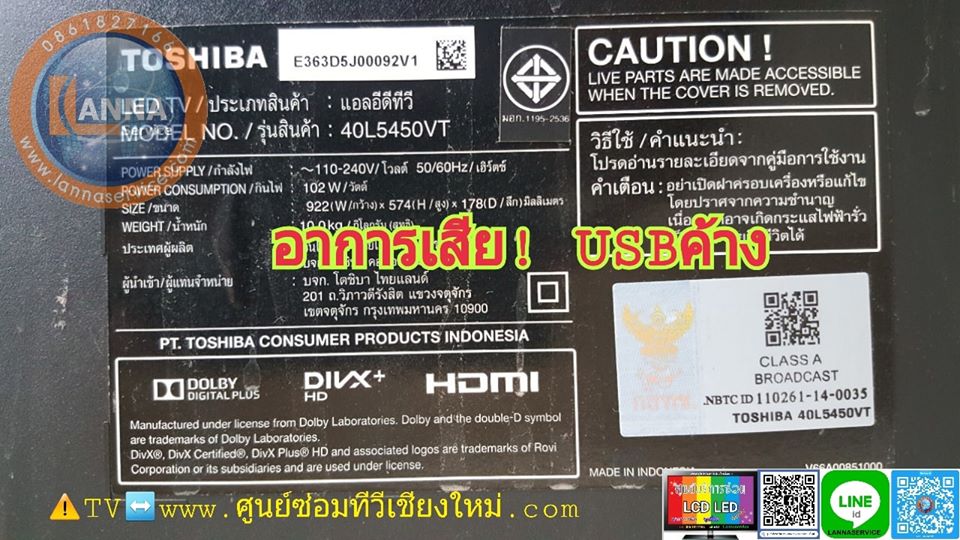 0861827166
LANNA
Service
www.lannaservice
TOSHIBA
E363D5J00092V1
LED TV / ประเภทสินค้า : แอลอีดีทีวี
MODEL NO. / รุ่นสินค้า : 40L5450VT
POWER SUPPLY / กำลังไฟ : ~110-240V / โวลต์ 50/60Hz / เฮิร์ตซ์
POWER CONSUMPTION / กินไฟ : 102 W / วัตต์
SIZE / ขนาด : 922(W / กว้าง) × 574(H / สูง) × 178(D / ลึก) มิลลิเมตร
WEIGHT / น้ำหนัก
ประเทศผู้ผลิต
ผู้นำเข้า / ผู้แทนจำหน่าย : บจก. โตชิบา ไทยแลนด์
201 ถ.วิภาวดีรังสิต แขวงจตุจักร
เขตจตุจักร กรุงเทพมหานคร 10900
PT. TOSHIBA CONSUMER PRODUCTS INDONESIA
มอก.1195-2536
CAUTION !
LIVE PARTS ARE MADE ACCESSIBLE
WHEN THE COVER IS REMOVED.
วิธีใช้ / คำแนะนำ :
โปรดอ่านรายละเอียดจากคู่มือการใช้งาน
คำเตือน : อย่าเปิดฝาครอบเครื่องหรือแก้ไข
โดยปราศจากความชำนาญ
อาการเสีย! USBค้าง
DOLBY
DIGITAL PLUS
DIVX+
HD
HDMI
Manufactured under license from Dolby Laboratories. Dolby and the double-D symbol
are trademarks of Dolby Laboratories.
DivX®, DivX Certified®, DivX Plus® HD and associated logos are trademarks of Rovi
Corporation or its subsidiaries and are used under license.
กสทช.
CLASS A
BROADCAST
NBTC ID 110261-14-0035
TOSHIBA 40L5450VT
MADE IN INDONESIA
V66A00851000
TV www.ศูนย์ซ่อมทีวีเชียงใหม่.com
LCD LED
LINE
id
LANNASERVICE